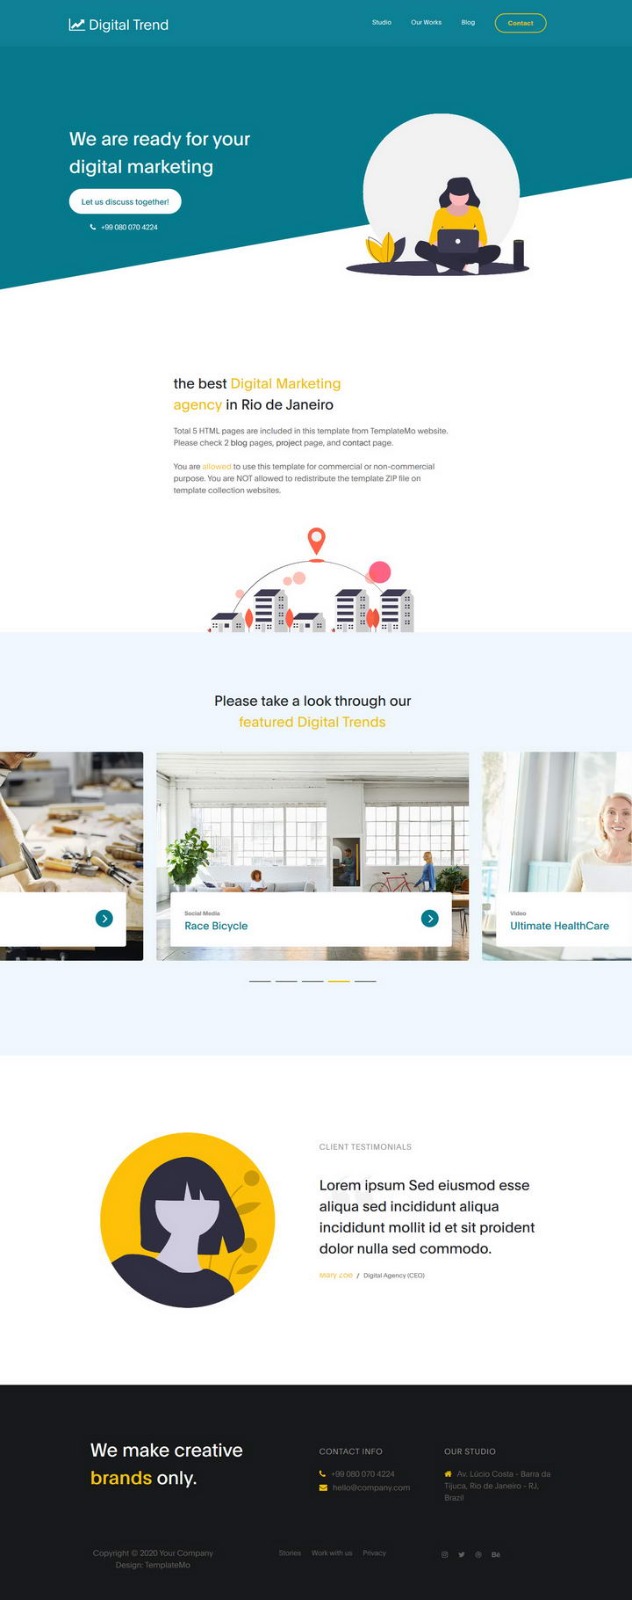 Digital Trend
Studio
Our Works
Blog
Contact
We are ready for your
digital marketing
Let us discuss together!
+99 080 070 4224
the best Digital Marketing
agency in Rio de Janeiro
Total 5 HTML pages are included in this template from TemplateMo website.
Please check 2 blog pages, project page, and contact page.
You are allowed to use this template for commercial or non-commercial
purpose. You are NOT allowed to redistribute the template ZIP file on
template collection websites.
Please take a look through our
featured Digital Trends
Social Media
Race Bicycle
Video
Ultimate HealthCare
CLIENT TESTIMONIALS
Lorem ipsum Sed eiusmod esse
aliqua sed incididunt aliqua
incididunt mollit id et sit proident
dolor nulla sed commodo.
Mary Zoe / Digital Agency (CEO)
We make creative
brands only.
CONTACT INFO
+99 080 070 4224
hello@company.com
OUR STUDIO
Av. Lúcio Costa - Barra da
Tijuca, Rio de Janeiro - RJ,
Brazil
Copyright © 2020 Your Company
Design: TemplateMo
Stories
Work with us
Privacy
Bē